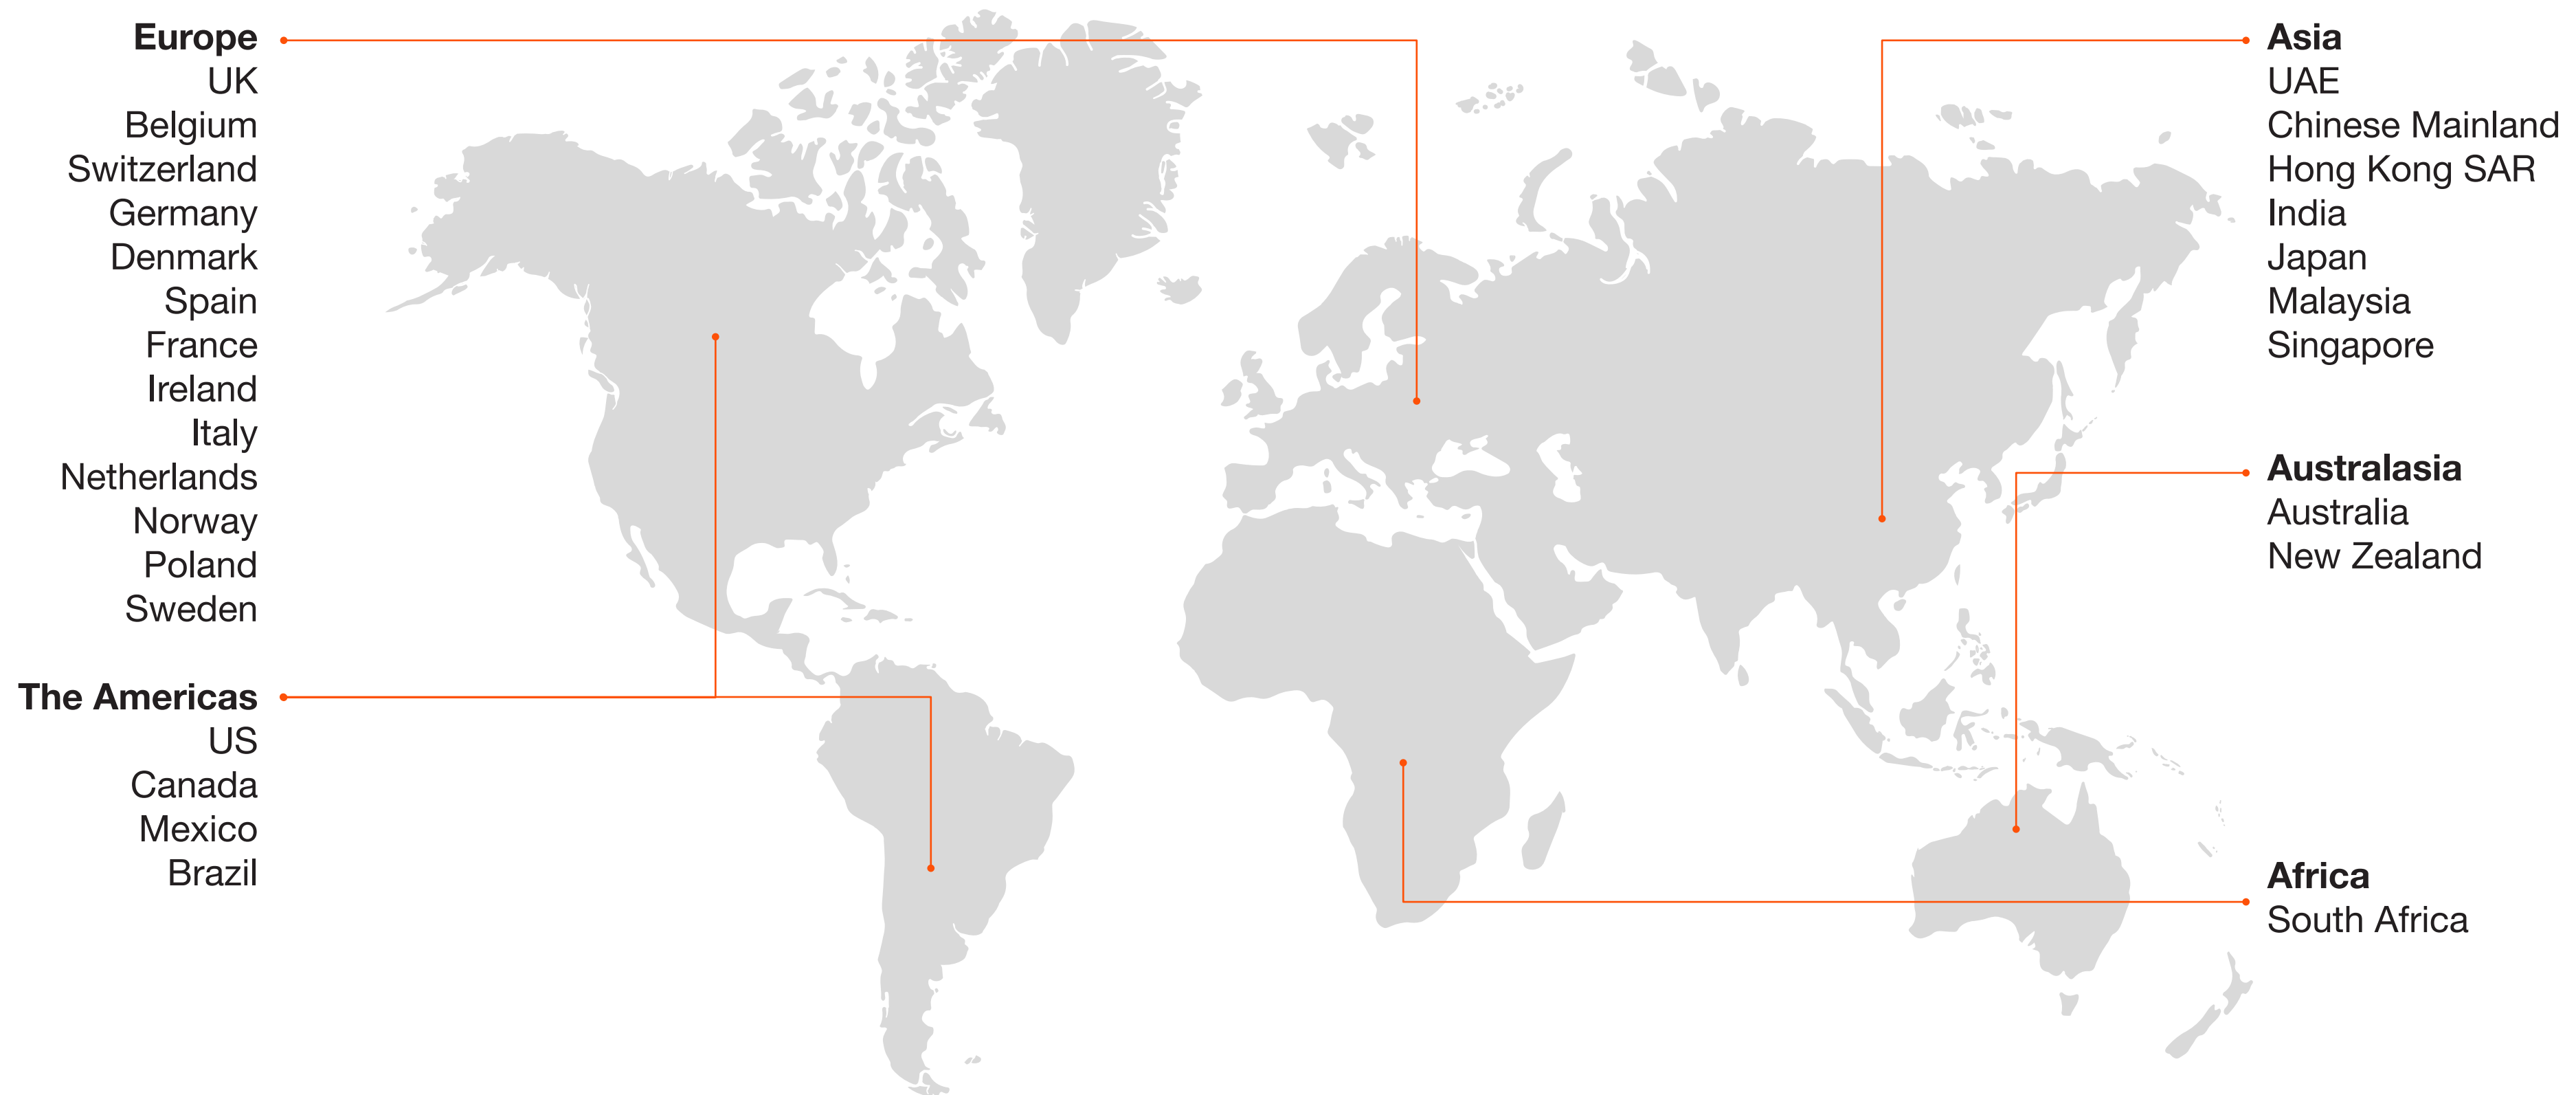 Europe
UK
Belgium
Switzerland
Germany
Denmark
Spain
France
Ireland
Italy
Netherlands
Norway
Poland
Sweden
The Americas
US
Canada
Mexico
Brazil
Asia
UAE
Chinese Mainland
Hong Kong SAR
India
Japan
Malaysia
Singapore
Australasia
Australia
New Zealand
Africa
South Africa